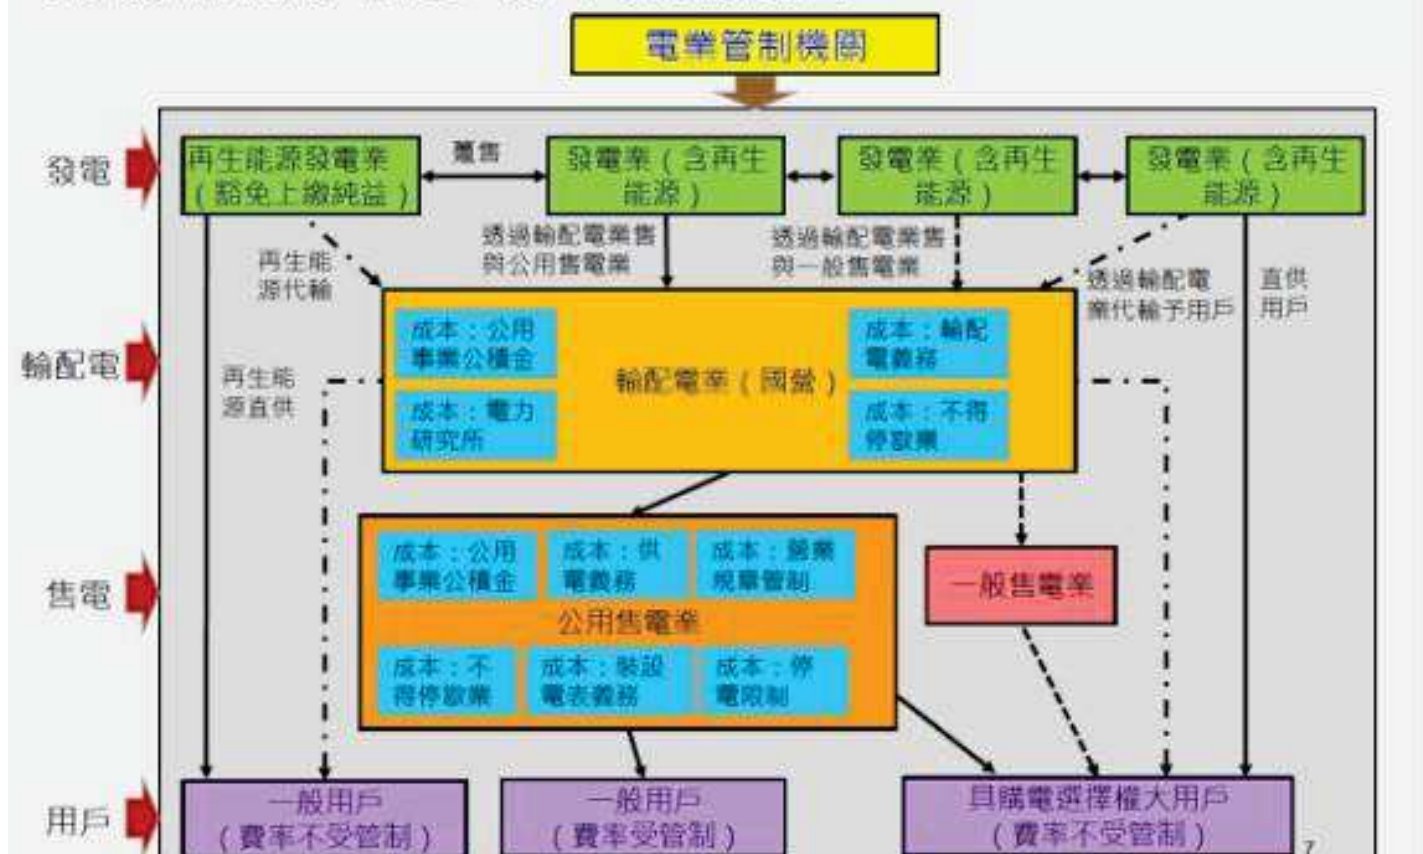 電業管制機關
發電
再生能源發電業
（豁免上繳純益）
躉售
發電業（含再生
能源）
發電業（含再生
能源）
發電業（含再生
能源）
再生能
源代輸
透過輸配電業售
與公用售電業
透過輸配電業售
與一般售電業
透過輸配電
業代輸予用戶
直供
用戶
輸配電
再生能
源直供
成本：公用
事業公積金
成本：電力
研究所
輸配電業（國營）
成本：輸配
電義務
成本：不得
停歇業
售電
成本：公用
事業公積金
成本：供
電義務
成本：營業
規章管制
公用售電業
成本：不
得停歇業
成本：裝設
電表義務
成本：停
電限制
一般售電業
用戶
一般用戶
（費率不受管制）
一般用戶
（費率受管制）
具購電選擇權大用戶
（費率不受管制）
7